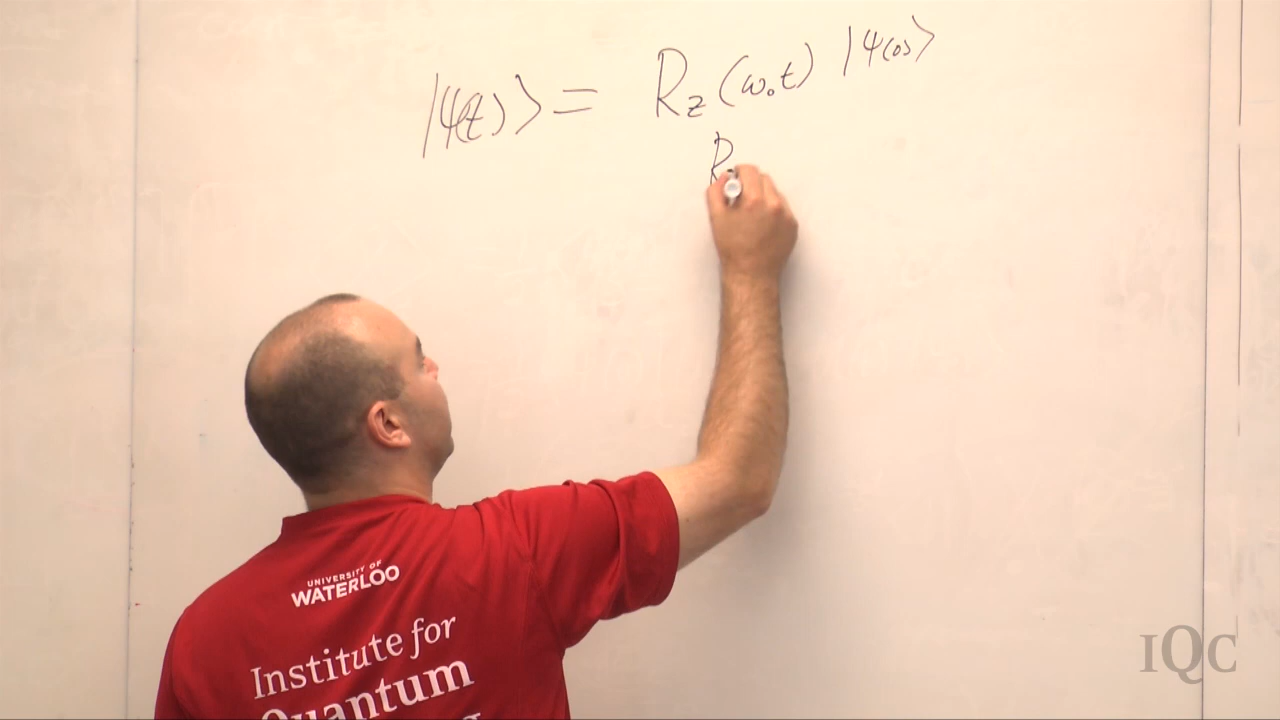 |ψ(t)⟩ = R_z (ω₀t) |ψ(0)⟩
R
UNIVERSITY OF
WATERLOO
Institute for
Quantum
IQC